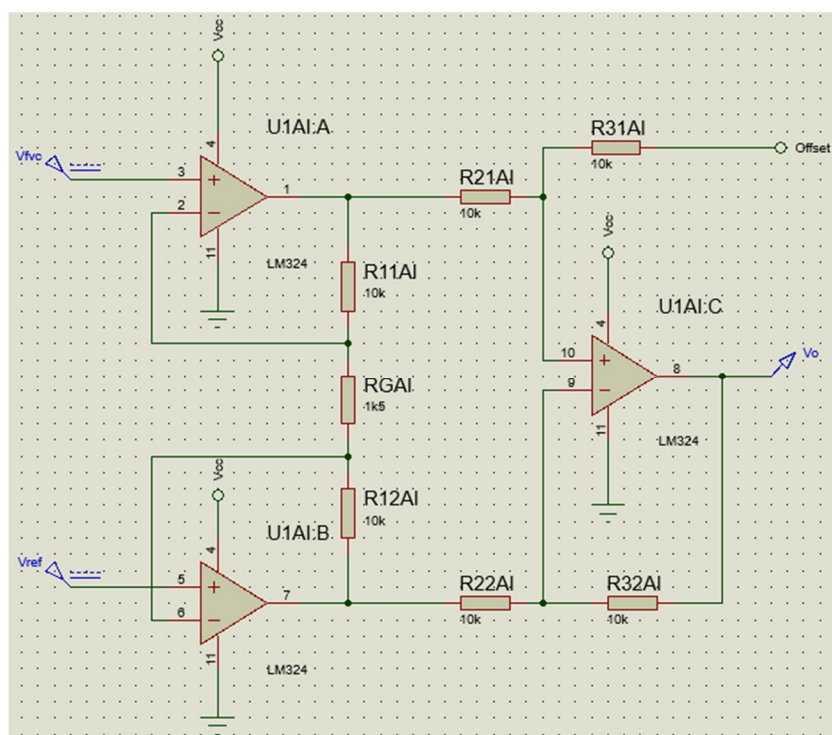 Vcc
U1AI:A
4
Vfvc
3
1
2
11
LM324
R21AI
10k
R31AI
10k
Offset
R11AI
10k
Vcc
U1AI:C
4
10
8
9
11
LM324
Vo
RGAI
1k5
Vcc
U1AI:B
4
R12AI
10k
Vref
5
7
6
11
LM324
R22AI
10k
R32AI
10k